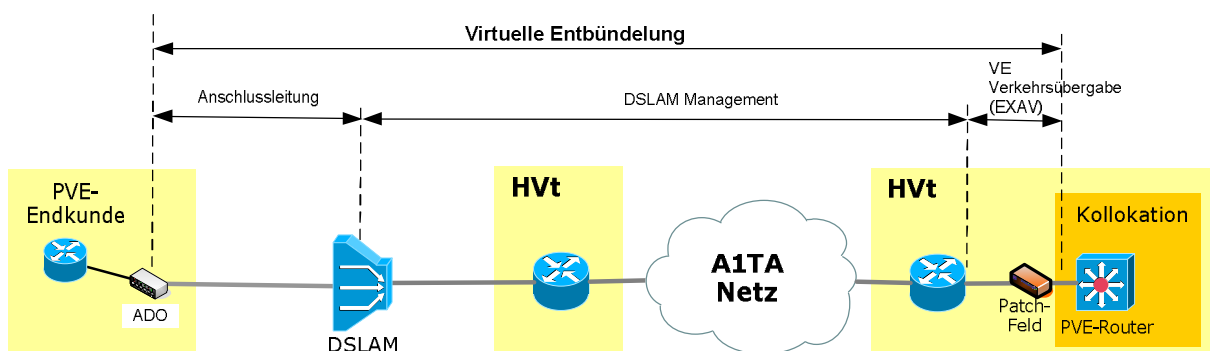 Virtuelle Entbündelung
Anschlussleitung
DSLAM Management
VE
Verkehrsübergabe
(EXAV)
PVE-
Endkunde
HVt
HVt
Kollokation
A1TA
Netz
ADO
DSLAM
Patch-
Feld
PVE-Router